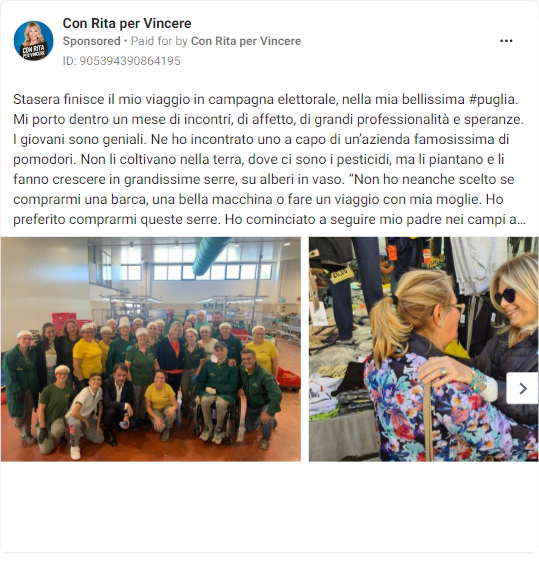 Con Rita per Vincere
Sponsored • Paid for by Con Rita per Vincere
ID: 905394390864195
CON RITA
PER VINCERE
Stasera finisce il mio viaggio in campagna elettorale, nella mia bellissima #puglia.
Mi porto dentro un mese di incontri, di affetto, di grandi professionalità e speranze.
I giovani sono geniali. Ne ho incontrato uno a capo di un’azienda famosissima di
pomodori. Non li coltivano nella terra, dove ci sono i pesticidi, ma li piantano e li
fanno crescere in grandissime serre, su alberi in vaso. “Non ho neanche scelto se
comprarmi una barca, una bella macchina o fare un viaggio con mia moglie. Ho
preferito comprarmi queste serre. Ho cominciato a seguire mio padre nei campi a…